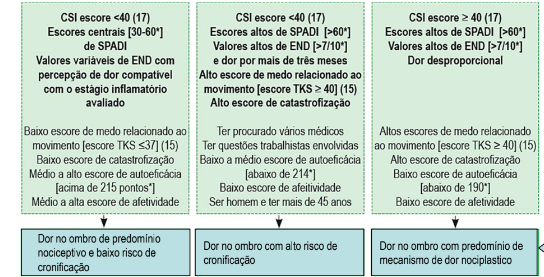 CSI escore <40 (17)
Escores centrais [30-60*]
de SPADI
Valores variáveis de END com
percepção de dor compatível
com o estágio inflamatório
avaliado
Baixo escore de medo relacionado ao
movimento [escore TKS ≤37] (15)
Baixo escore de catastrofização
Médio a alto escore de autoeficácia
[acima de 215 pontos*]
Médio a alta escore de afetividade
Dor no ombro de predomínio
nociceptivo e baixo risco de
cronificação
CSI escore <40 (17)
Escores altos de SPADI [>60*]
Valores altos de END [>7/10*]
e dor por mais de três meses
Alto escore de medo relacionado ao
movimento [escore TKS ≥ 40] (15)
Alto escore de catastrofização
Ter procurado vários médicos
Ter questões trabalhistas envolvidas
Baixo a médio escore de autoeficácia
[abaixo de 214*]
Baixo escore de afeitividade
Ser homem e ter mais de 45 anos
Dor no ombro com alto risco de
cronificação
CSI escore ≥ 40 (17)
Escores altos de SPADI [>60*]
Valores altos de END [>7/10*]
Dor desproporcional
Altos escores de medo relacionado
ao movimento [escore TKS ≥ 40] (15)
Alto escore de catastrofização
Baixo escore de autoeficácia
[abaixo de 190*]
Baixo escore de afetividade
Dor no ombro com predomínio de
mecanismo de dor nociplastico